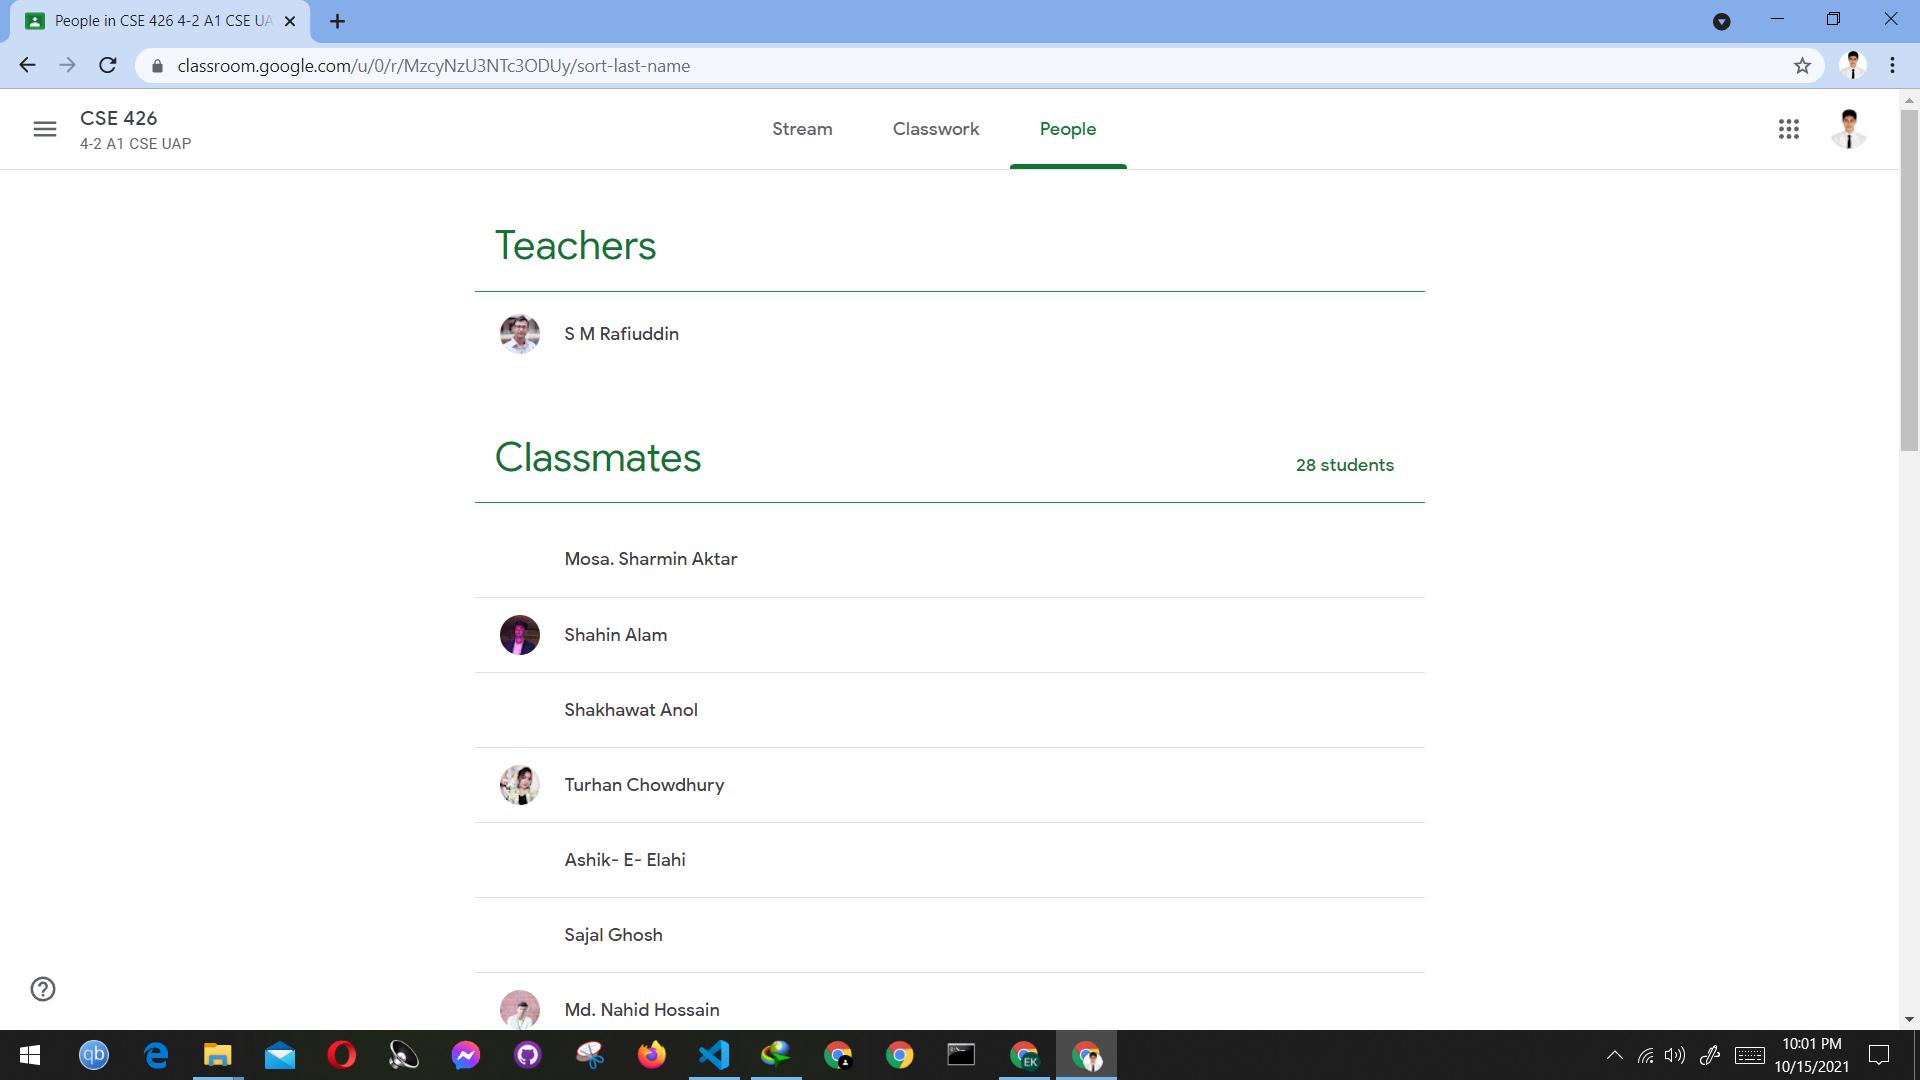 People in CSE 426 4-2 A1 CSE UA
classroom.google.com/u/0/r/MzcyNzU3NTc3ODUy/sort-last-name
CSE 426
4-2 A1 CSE UAP
Stream
Classwork
People
Teachers
S M Rafiuddin
Classmates
28 students
Mosa. Sharmin Aktar
Shahin Alam
Shakhawat Anol
Turhan Chowdhury
Ashik- E- Elahi
Sajal Ghosh
Md. Nahid Hossain
qb
EK
10:01 PM
10/15/2021